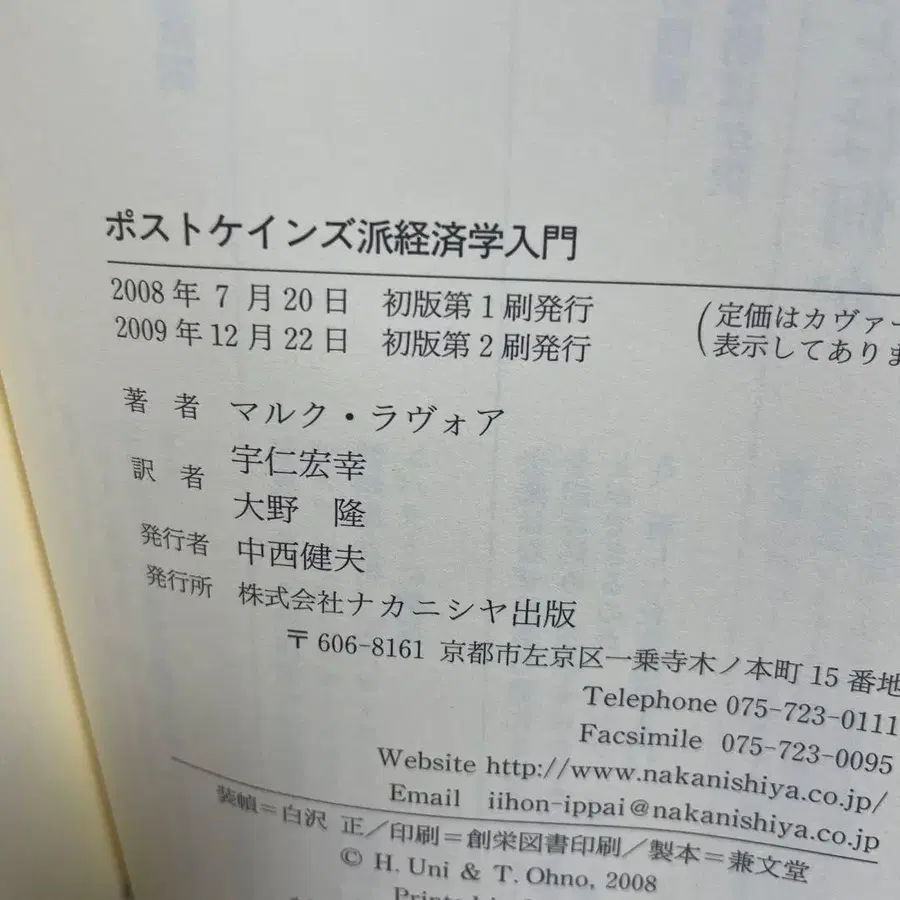 ポストケインズ派経済学入門
2008年 7月20日 初版第1刷発行
2009年12月22日 初版第2刷発行
(定価はカヴァー
表示してありま
著者 マルク・ラヴォア
訳者 宇仁宏幸
大野 隆
発行者 中西健夫
発行所 株式会社ナカニシヤ出版
〒606-8161 京都市左京区一乗寺木ノ本町15番地
Telephone 075-723-0111
Facsimile 075-723-0095
Website http://www.nakanishiya.co.jp/
Email iihon-ippai@nakanishiya.co.jp
装幀=白沢 正/印刷=創栄図書印刷/製本=兼文堂
© H. Uni & T. Ohno, 2008